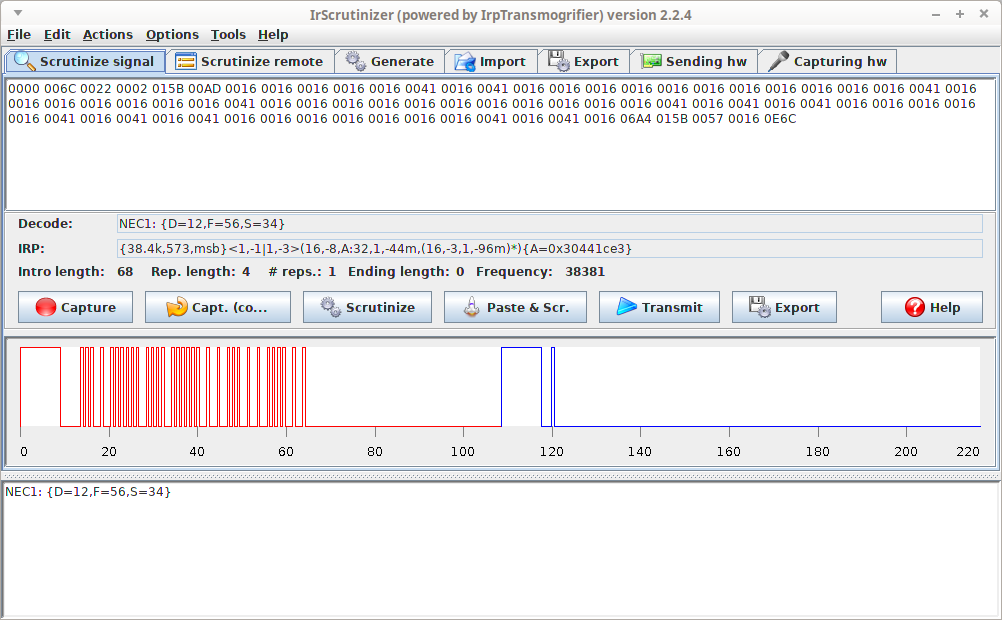 IrScrutinizer (powered by IrpTransmogrifier) version 2.2.4
File Edit Actions Options Tools Help
Scrutinize signal Scrutinize remote Generate Import Export Sending hw Capturing hw
0000 006C 0022 0002 015B 00AD 0016 0016 0016 0016 0016 0041 0016 0041 0016 0016 0016 0016 0016 0016 0016 0016 0016 0016 0016 0041 0016
0016 0016 0016 0016 0016 0016 0041 0016 0016 0016 0016 0016 0016 0016 0016 0016 0016 0041 0016 0041 0016 0041 0016 0016 0016 0016
0016 0041 0016 0041 0016 0041 0016 0016 0016 0016 0016 0016 0016 0041 0016 0041 0016 06A4 015B 0057 0016 0E6C
Decode: NEC1: {D=12,F=56,S=34}
IRP: {38.4k,573,msb}<1,-1|1,-3>(16,-8,A:32,1,-44m,(16,-3,1,-96m)*){A=0x30441ce3}
Intro length: 68 Rep. length: 4 # reps.: 1 Ending length: 0 Frequency: 38381
Capture Capt. (co... Scrutinize Paste & Scr. Transmit Export Help
0 20 40 60 80 100 120 140 160 180 200 220
NEC1: {D=12,F=56,S=34}